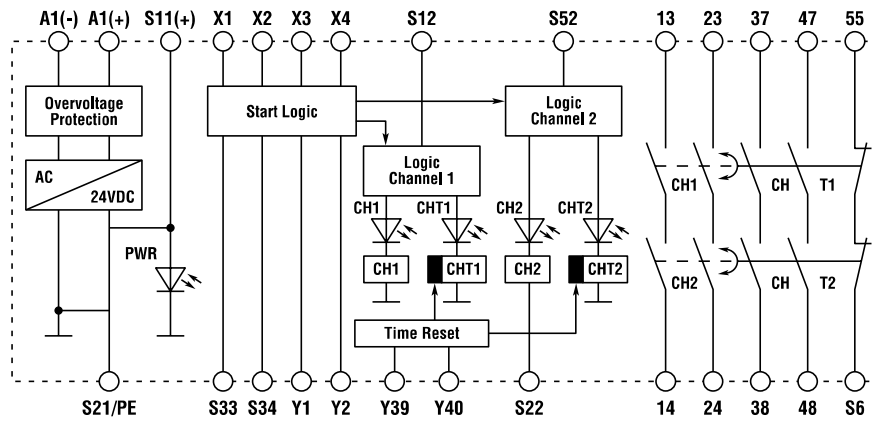 A1(-) A1(+) S11(+) X1 X2 X3 X4 S12 S52 13 23 37 47 55
Overvoltage
Protection
Start Logic
Logic
Channel 2
AC
24VDC
Logic
Channel 1
CH1 CH T1
CH1 CHT1 CH2 CHT2
PWR
CH1 CHT1 CH2 CHT2
CH2 CH T2
Time Reset
S21/PE S33 S34 Y1 Y2 Y39 Y40 S22 14 24 38 48 S6